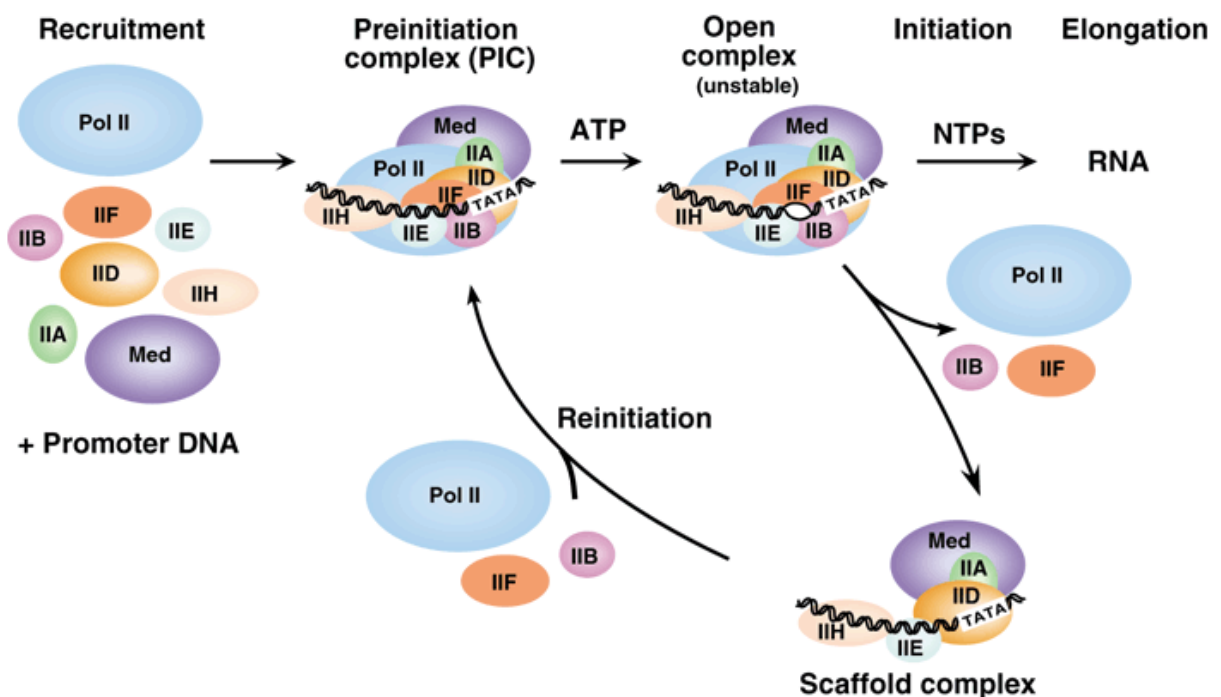 Recruitment
Pol II
IIF
IIB
IIE
IID
IIH
IIA
Med
+ Promoter DNA
Preinitiation
complex (PIC)
Med
IIA
Pol II
IID
IIF
TATA
IIH
IIE
IIB
ATP
Open
complex
(unstable)
Med
IIA
Pol II
IID
IIF
TATA
IIH
IIE
IIB
Initiation
NTPs
Elongation
RNA
Pol II
IIB
IIF
Reinitiation
Pol II
IIB
IIF
Med
IIA
IID
TATA
IIH
IIE
Scaffold complex